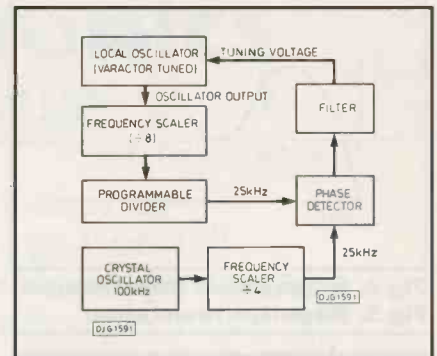 LOCAL OSCILLATOR
(VARACTOR TUNED)
TUNING VOLTAGE
OSCILLATOR OUTPUT
FREQUENCY SCALER
(÷8)
FILTER
PROGRAMMABLE
DIVIDER
25kHz
PHASE
DETECTOR
CRYSTAL
OSCILLATOR
100kHz
FREQUENCY
SCALER
÷4
25kHz
DJG1591
DJG1591